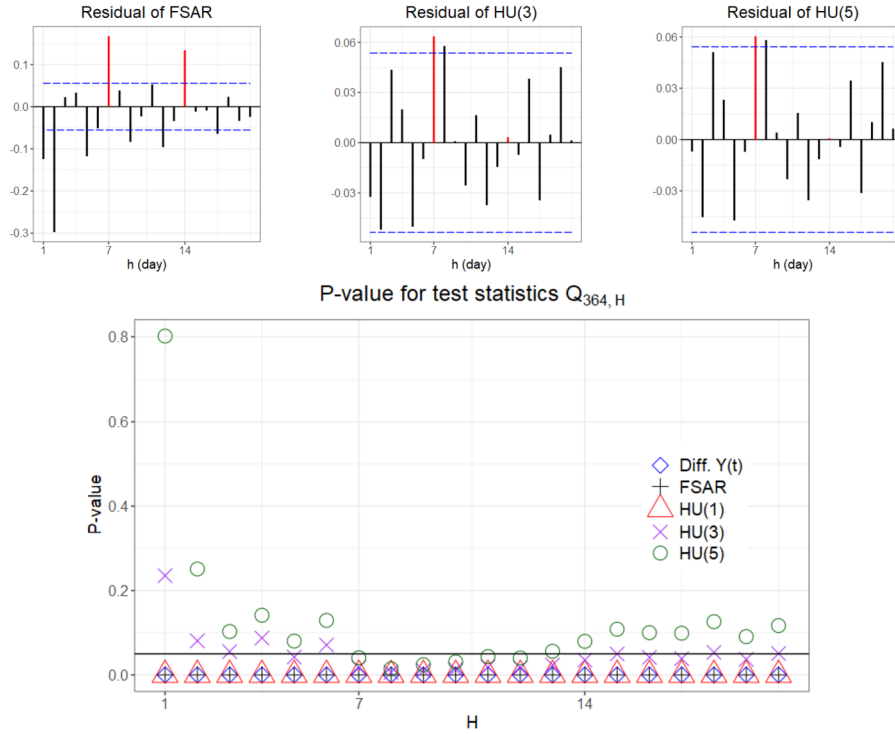 Residual of FSAR
Residual of HU(3)
Residual of HU(5)
0.1
0.0
-0.1
-0.2
-0.3
1 7 14
h (day)
0.06
0.03
0.00
-0.03
1 7 14
h (day)
0.06
0.03
0.00
-0.03
1 7 14
h (day)
P-value for test statistics Q364, H
P-value
0.8
0.6
0.4
0.2
0.0
Diff. Y(t)
FSAR
HU(1)
HU(3)
HU(5)
1 7 14
H